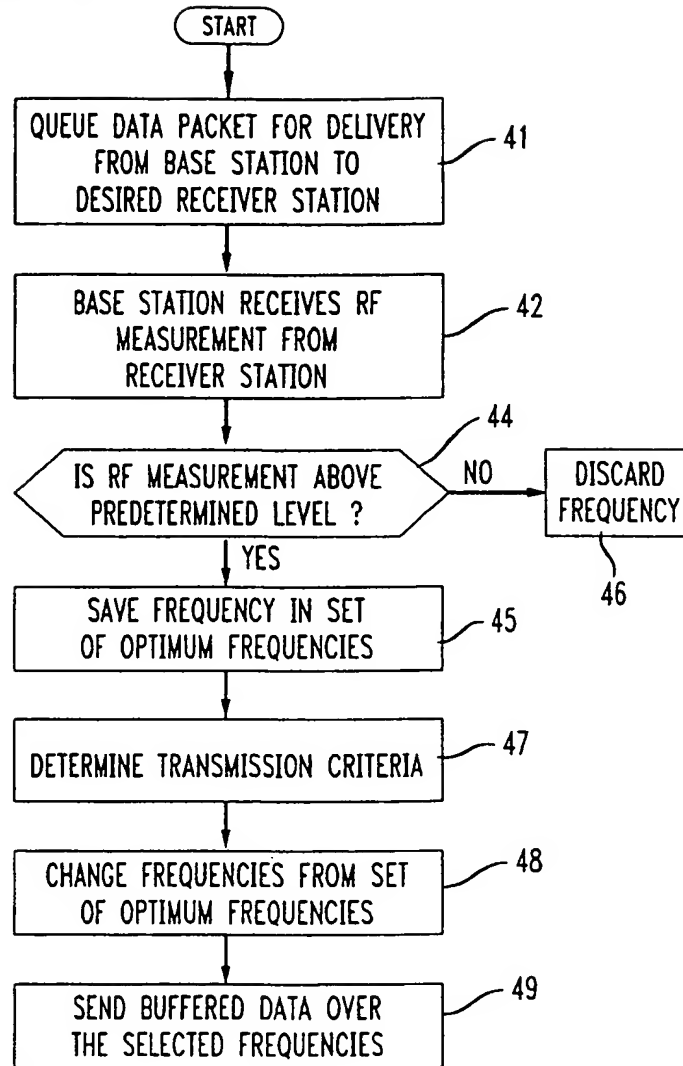 START
QUEUE DATA PACKET FOR DELIVERY
FROM BASE STATION TO
DESIRED RECEIVER STATION
41
BASE STATION RECEIVES RF
MEASUREMENT FROM
RECEIVER STATION
42
44
IS RF MEASUREMENT ABOVE
PREDETERMINED LEVEL ?
NO
DISCARD
FREQUENCY
46
YES
SAVE FREQUENCY IN SET
OF OPTIMUM FREQUENCIES
45
DETERMINE TRANSMISSION CRITERIA
47
CHANGE FREQUENCIES FROM SET
OF OPTIMUM FREQUENCIES
48
SEND BUFFERED DATA OVER
THE SELECTED FREQUENCIES
49